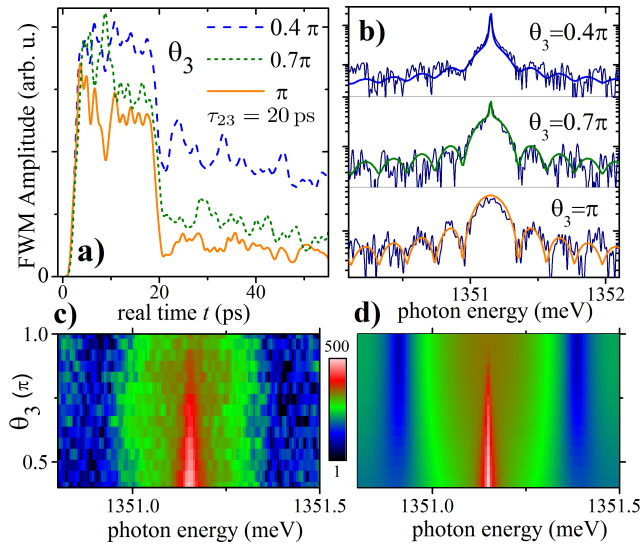 a)
FWM Amplitude (arb. u.)
0
θ₃
0.4 π
0.7π
π
τ₂₃ = 20 ps
0 20 40
real time t (ps)
b)
θ₃=0.4π
θ₃=0.7π
θ₃=π
1351 1352
photon energy (meV)
c)
θ₃ (π)
1.0
0.5
1351.0 1351.5
photon energy (meV)
500
1
d)
1351.0 1351.5
photon energy (meV)